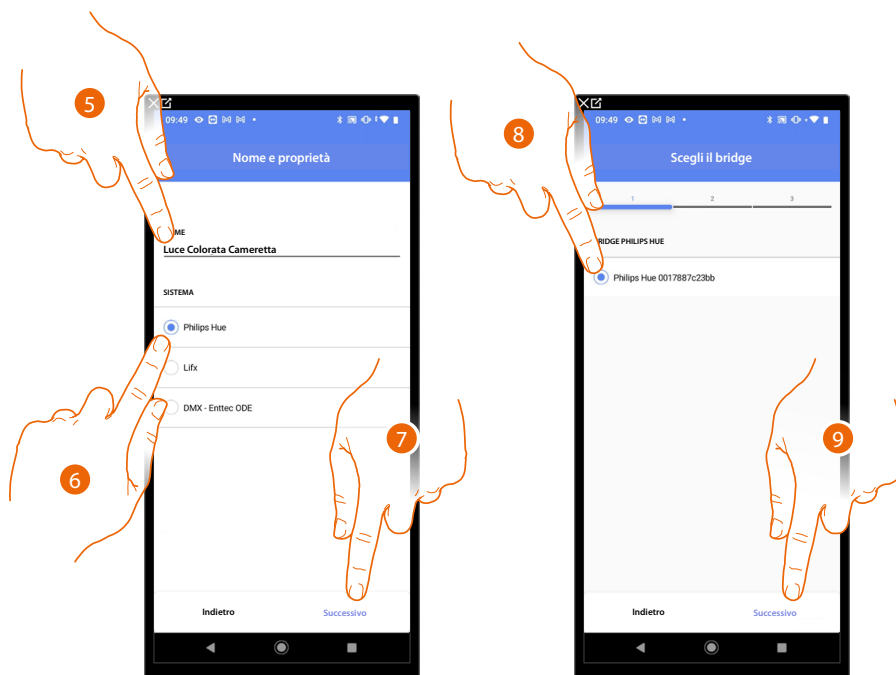 5
09:49
Nome e proprietà
Luce Colorata Cameretta
SISTEMA
Philips Hue
Lifx
DMX - Enttec ODE
6
7
Indietro
Successivo
8
09:49
Scegli il bridge
1 2 3
BRIDGE PHILIPS HUE
Philips Hue 0017887c23bb
9
Indietro
Successivo